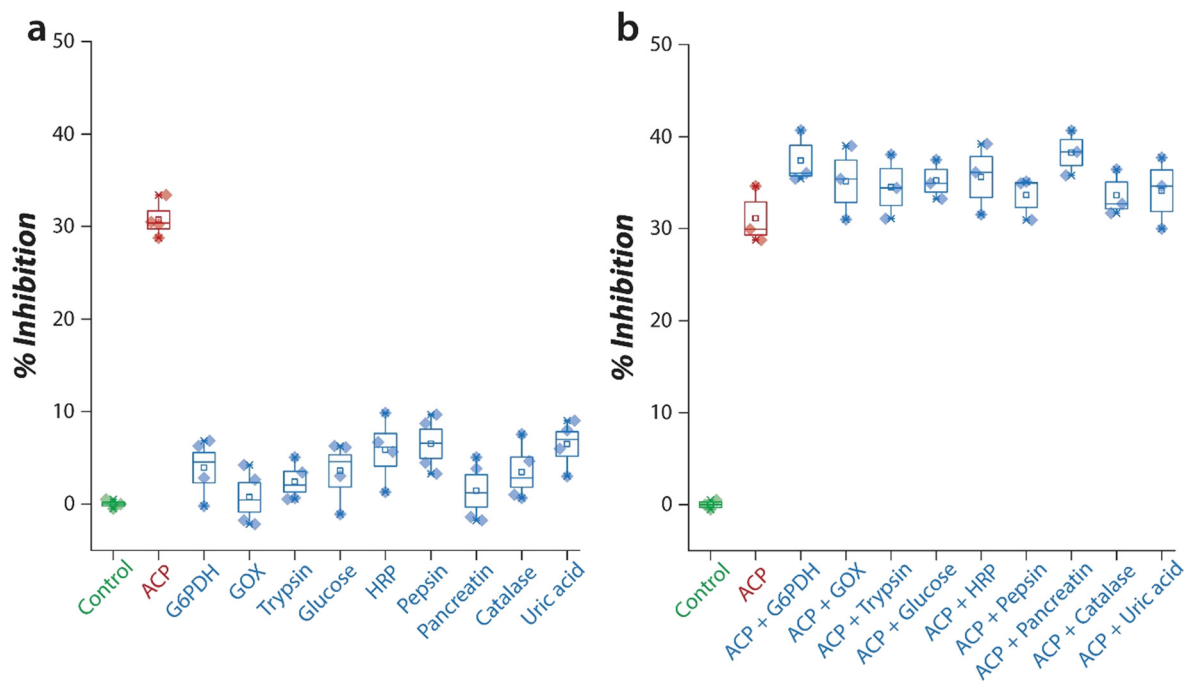 a
50
40
30
20
10
0
% Inhibition
Control
ACP
G6PDH
GOX
Trypsin
Glucose
HRP
Pepsin
Pancreatin
Catalase
Uric acid
b
50
40
30
20
10
0
% Inhibition
Control
ACP
ACP + G6PDH
ACP + GOX
ACP + Trypsin
ACP + Glucose
ACP + HRP
ACP + Pepsin
ACP + Pancreatin
ACP + Catalase
ACP + Uric acid